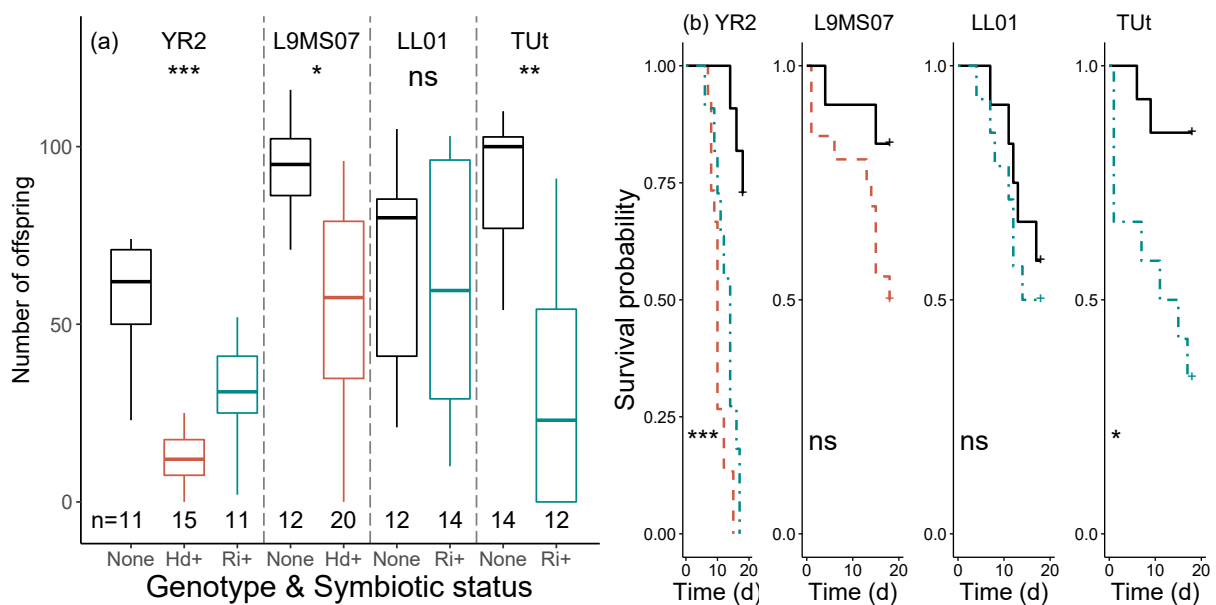 (a) YR2 L9MS07 LL01 TUt
*** * ns **
Number of offspring
100
50
0
n=11 15 11 12 20 12 14 14 12
None Hd+ Ri+ None Hd+ None Ri+ None Ri+
Genotype & Symbiotic status
(b) YR2 L9MS07 LL01 TUt
Survival probability
1.00 1.0 1.0 1.0
0.75
0.50 0.5 0.5 0.5
0.25
*** ns ns *
0.00 0.0 0.0 0.0
0 10 20 0 10 20 0 10 20 0 10 20
Time (d) Time (d) Time (d) Time (d)